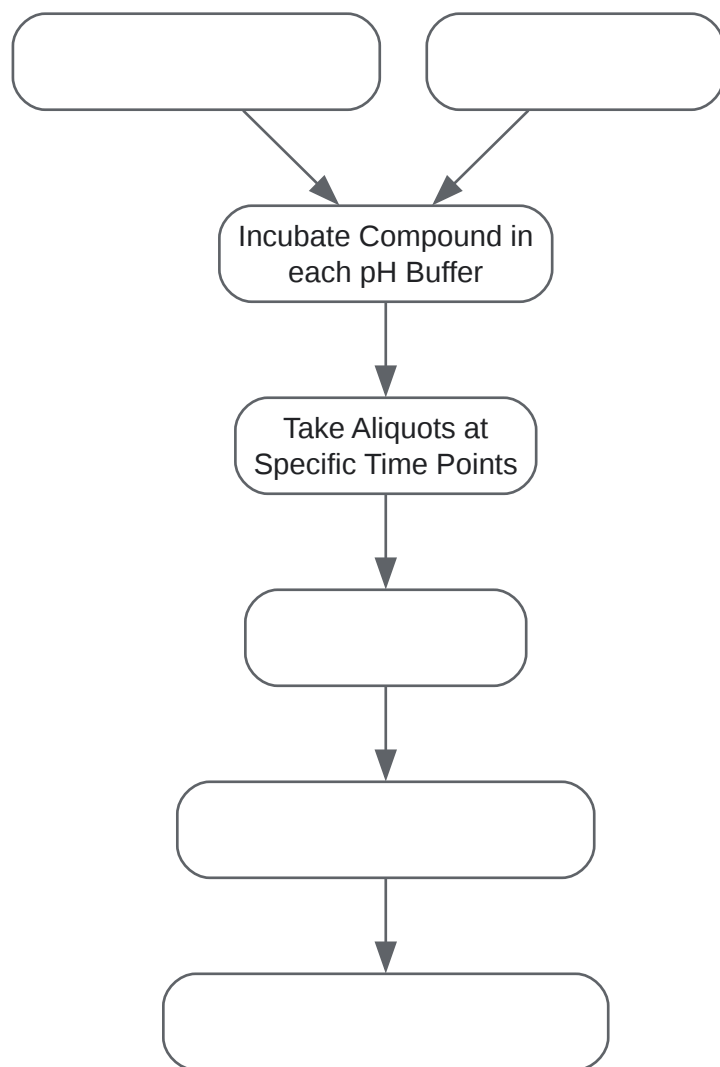 Incubate Compound in
each pH Buffer
Take Aliquots at
Specific Time Points